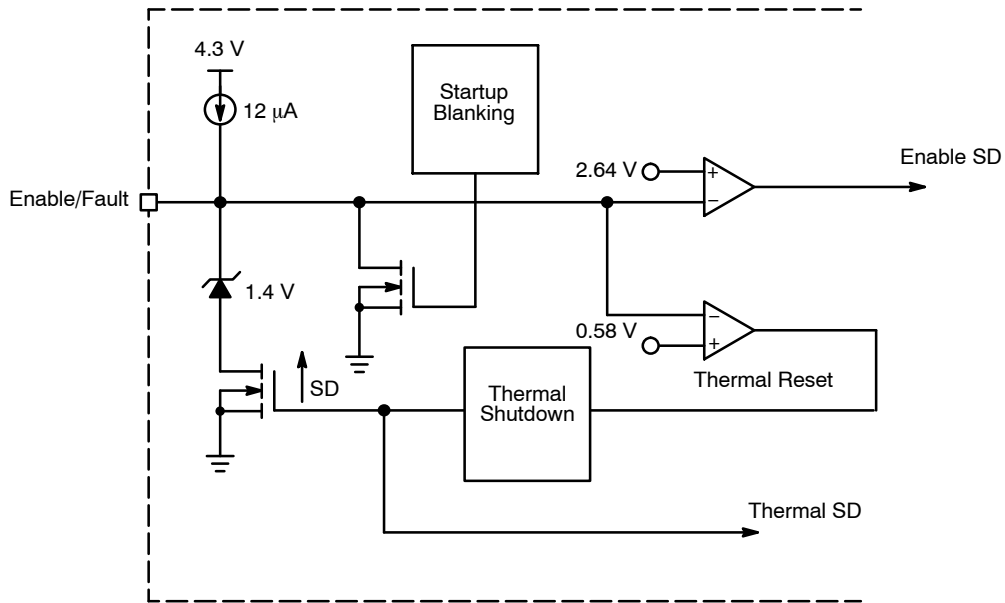 4.3 V
12 μA
Startup
Blanking
2.64 V
+
−
Enable SD
Enable/Fault
1.4 V
−
0.58 V
+
Thermal Reset
SD
Thermal
Shutdown
Thermal SD